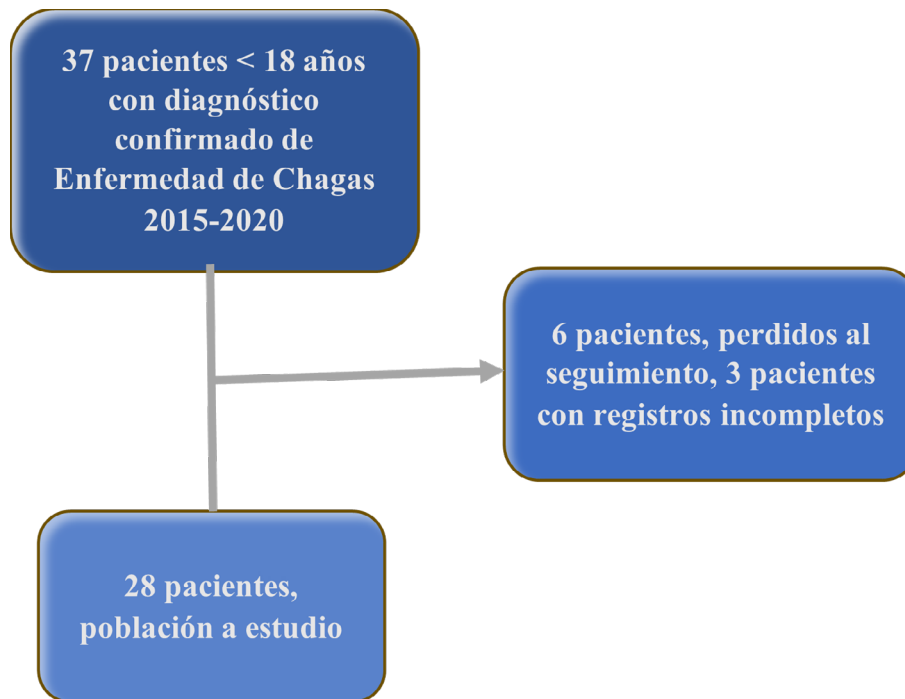 37 pacientes < 18 años
con diagnóstico
confirmado de
Enfermedad de Chagas
2015-2020
6 pacientes, perdidos al
seguimiento, 3 pacientes
con registros incompletos
28 pacientes,
población a estudio